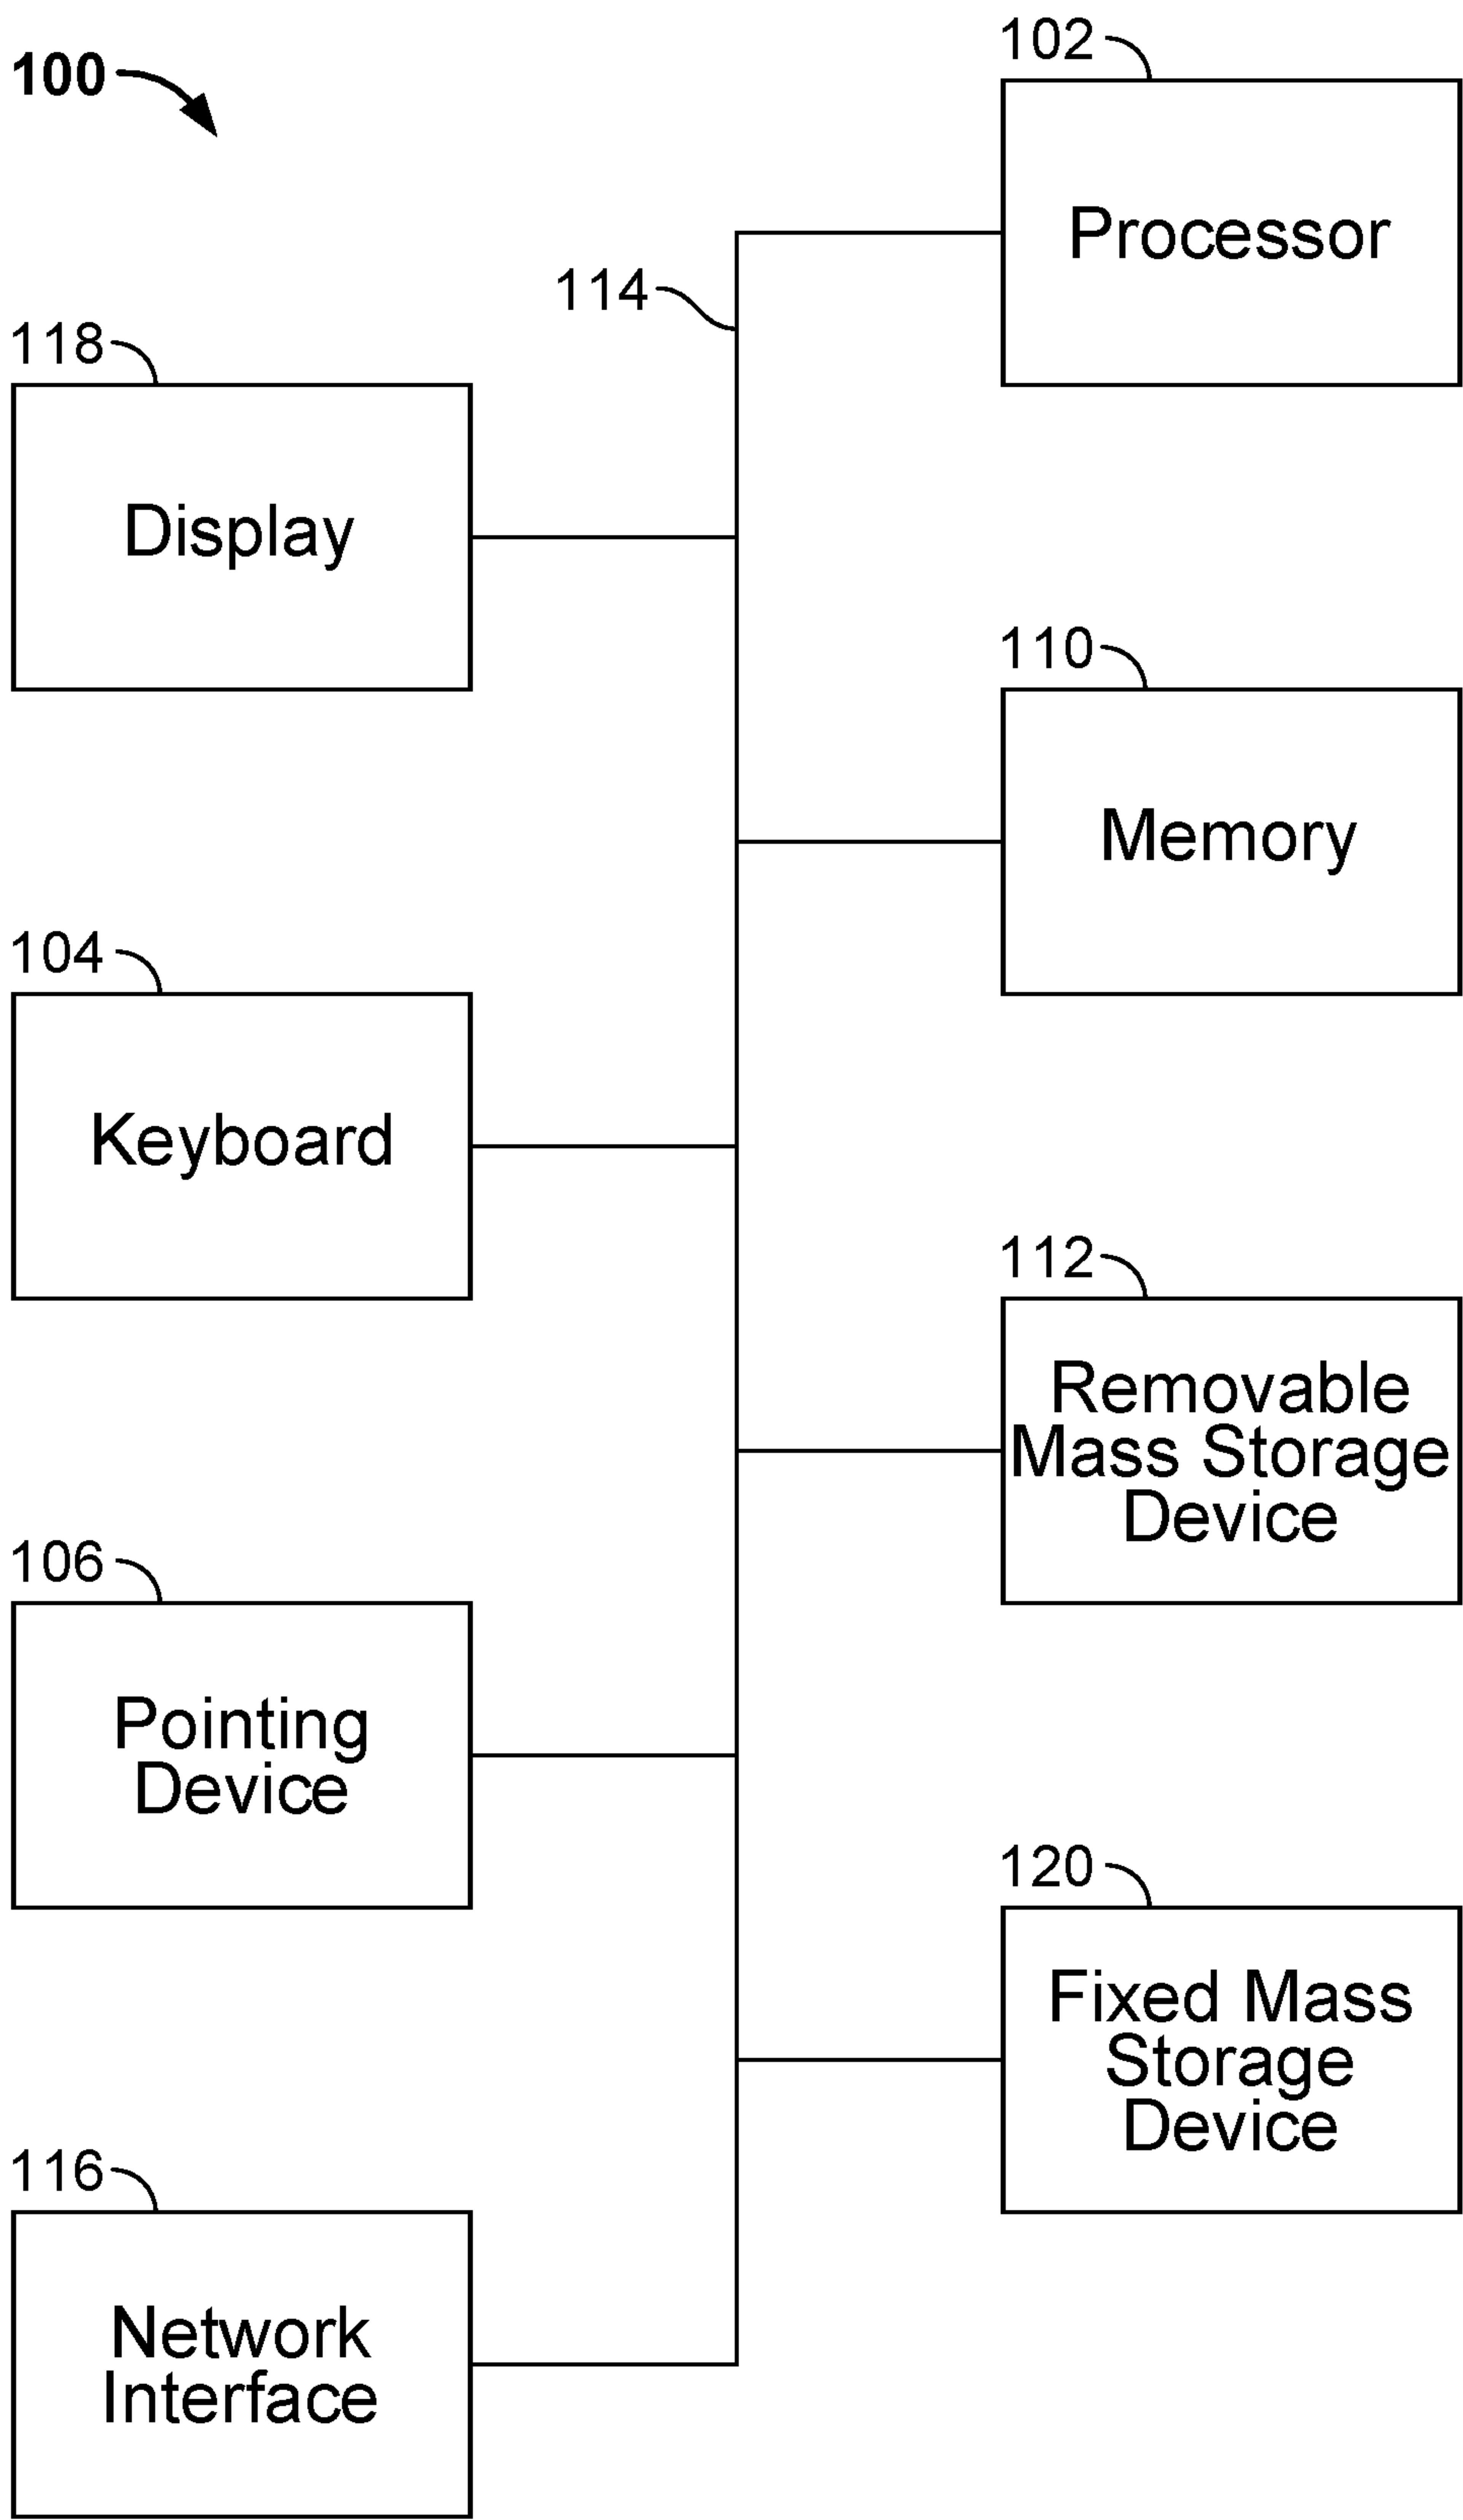 100
102
Processor
114
118
Display
110
Memory
104
Keyboard
112
Removable
Mass Storage
Device
106
Pointing
Device
120
Fixed Mass
Storage
Device
116
Network
Interface